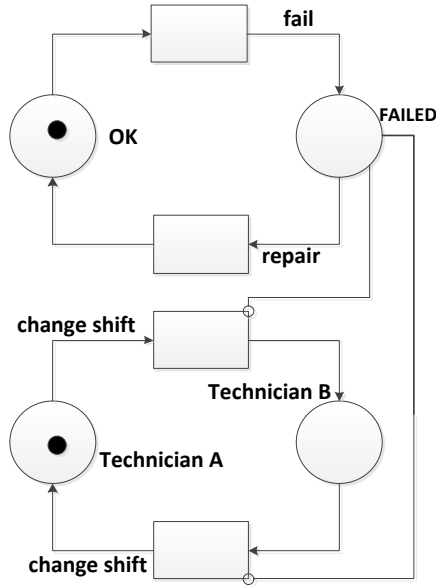 fail
OK
FAILED
repair
change shift
Technician B
Technician A
change shift